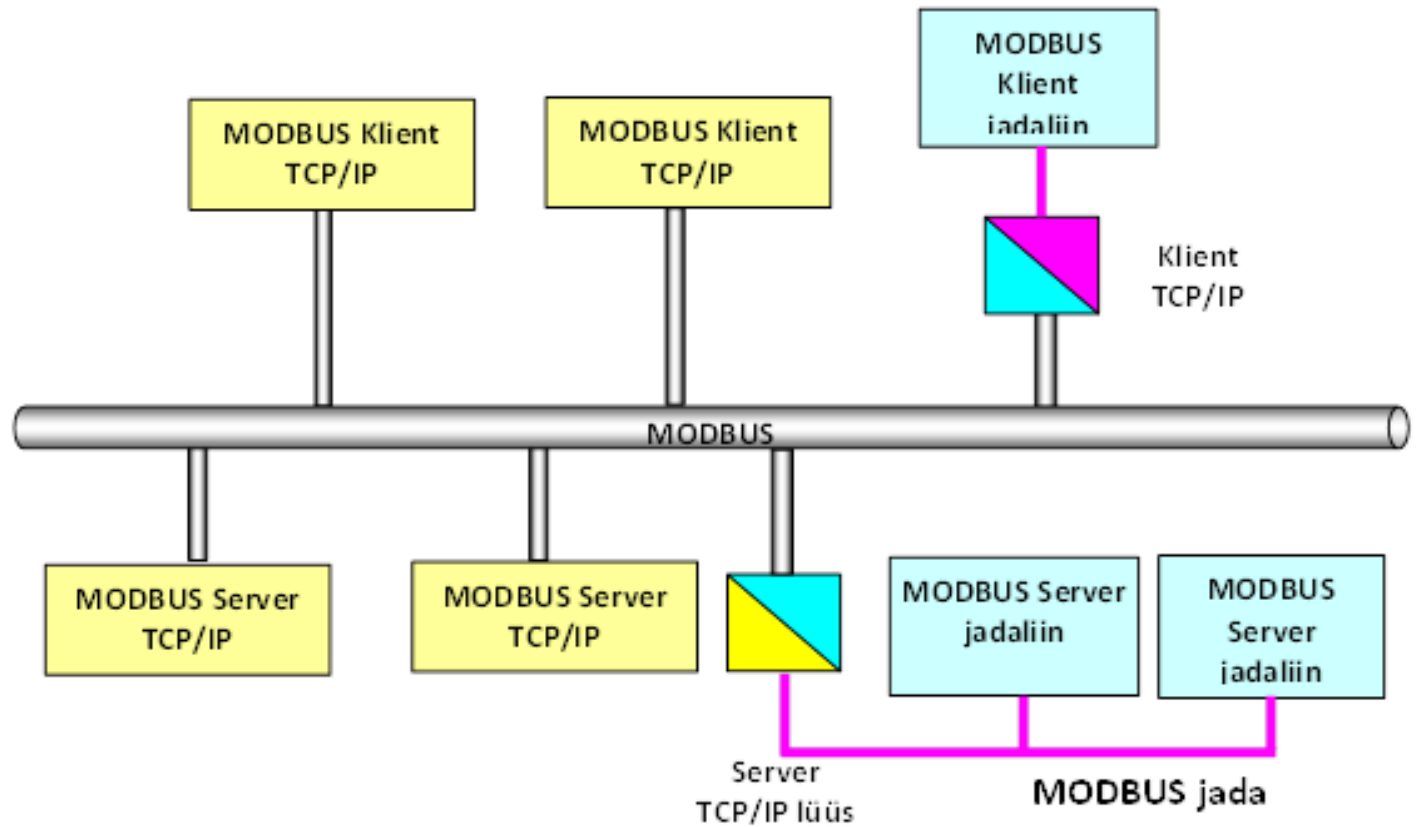 MODBUS Klient
TCP/IP
MODBUS Klient
TCP/IP
MODBUS
Klient
jadaliin
Klient
TCP/IP
MODBUS
MODBUS Server
TCP/IP
MODBUS Server
TCP/IP
MODBUS Server
jadaliin
MODBUS
Server
jadaliin
Server
TCP/IP lüüs
MODBUS jada